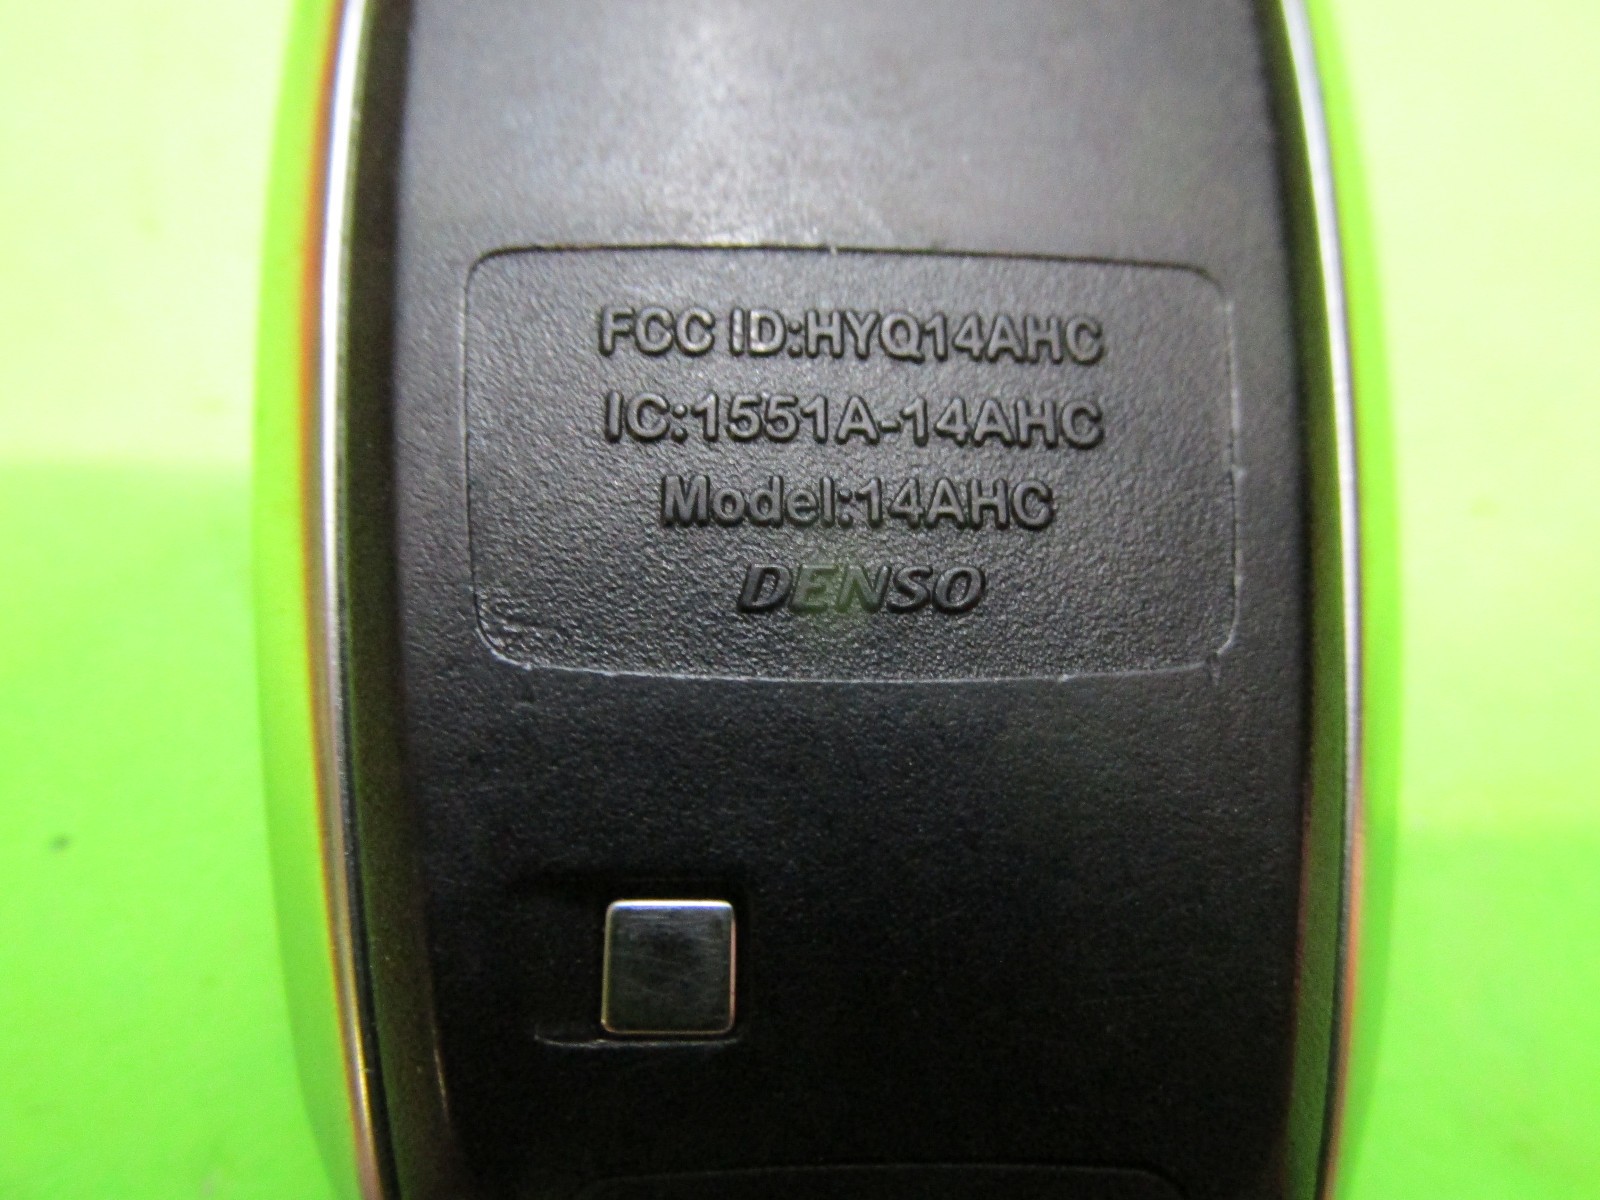 FCC ID:HYQ14AHC
IC:1551A-14AHC
Model:14AHC
DENSO